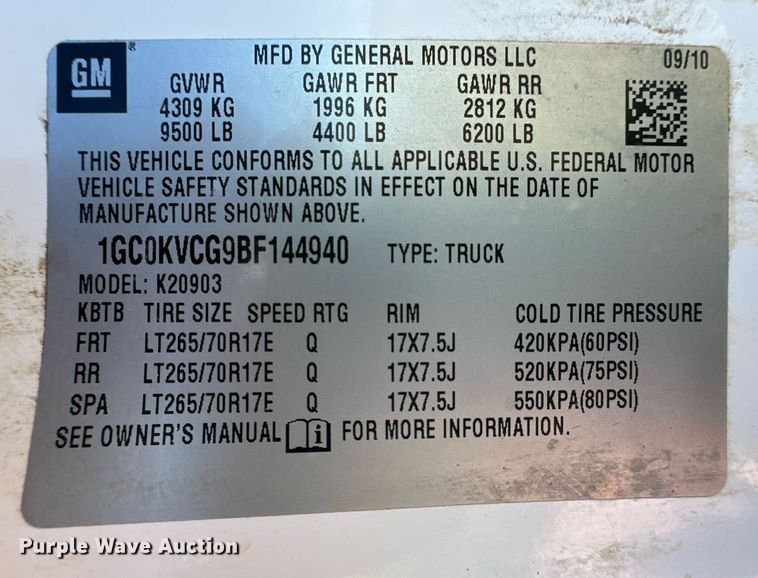 GM
®
MFD BY GENERAL MOTORS LLC 09/10
GVWR GAWR FRT GAWR RR
4309 KG 1996 KG 2812 KG
9500 LB 4400 LB 6200 LB
THIS VEHICLE CONFORMS TO ALL APPLICABLE U.S. FEDERAL MOTOR
VEHICLE SAFETY STANDARDS IN EFFECT ON THE DATE OF
MANUFACTURE SHOWN ABOVE.
1GC0KVCG9BF144940 TYPE: TRUCK
MODEL: K20903
KBTB TIRE SIZE SPEED RTG RIM COLD TIRE PRESSURE
FRT LT265/70R17E Q 17X7.5J 420KPA(60PSI)
RR LT265/70R17E Q 17X7.5J 520KPA(75PSI)
SPA LT265/70R17E Q 17X7.5J 550KPA(80PSI)
SEE OWNER'S MANUAL i FOR MORE INFORMATION.
Purple Wave Auction